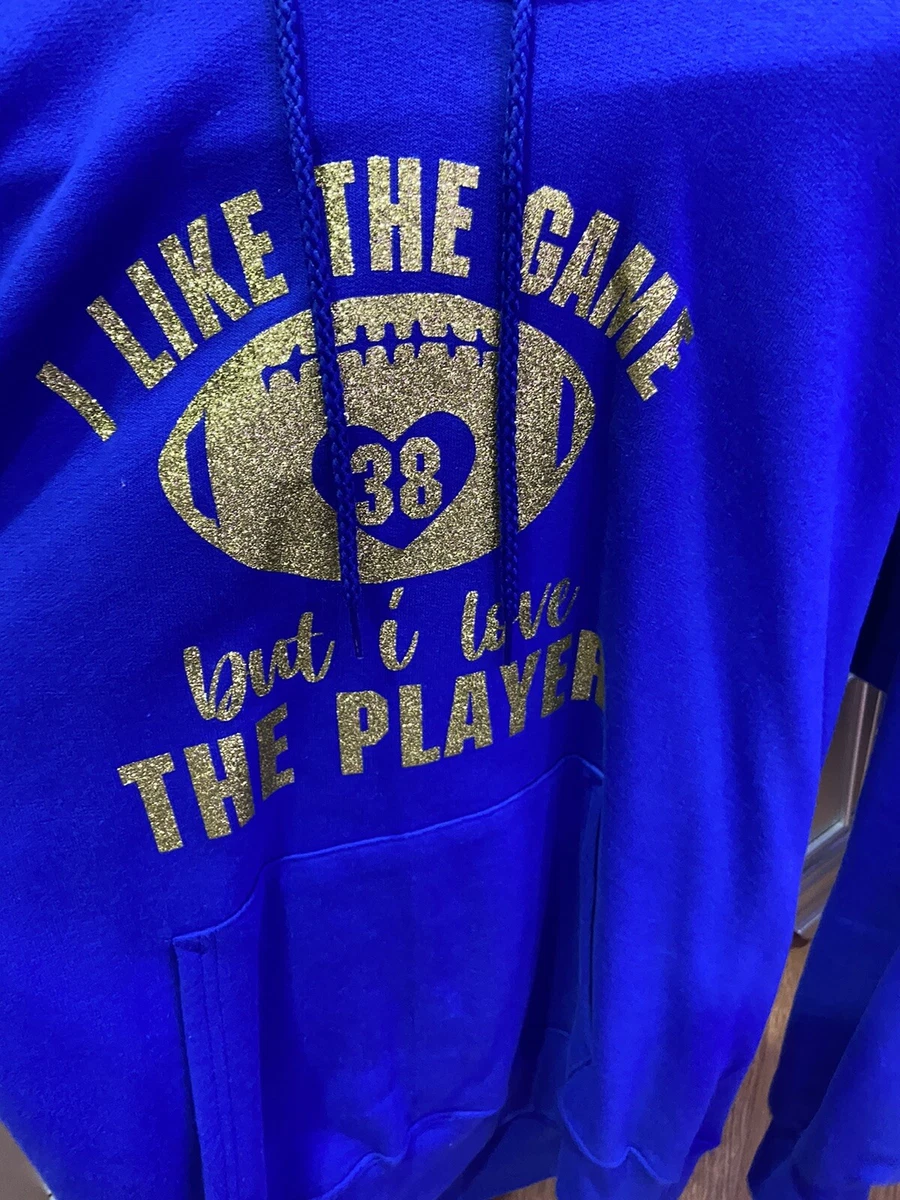 I LIKE THE GAME
38
but i love
THE PLAYER